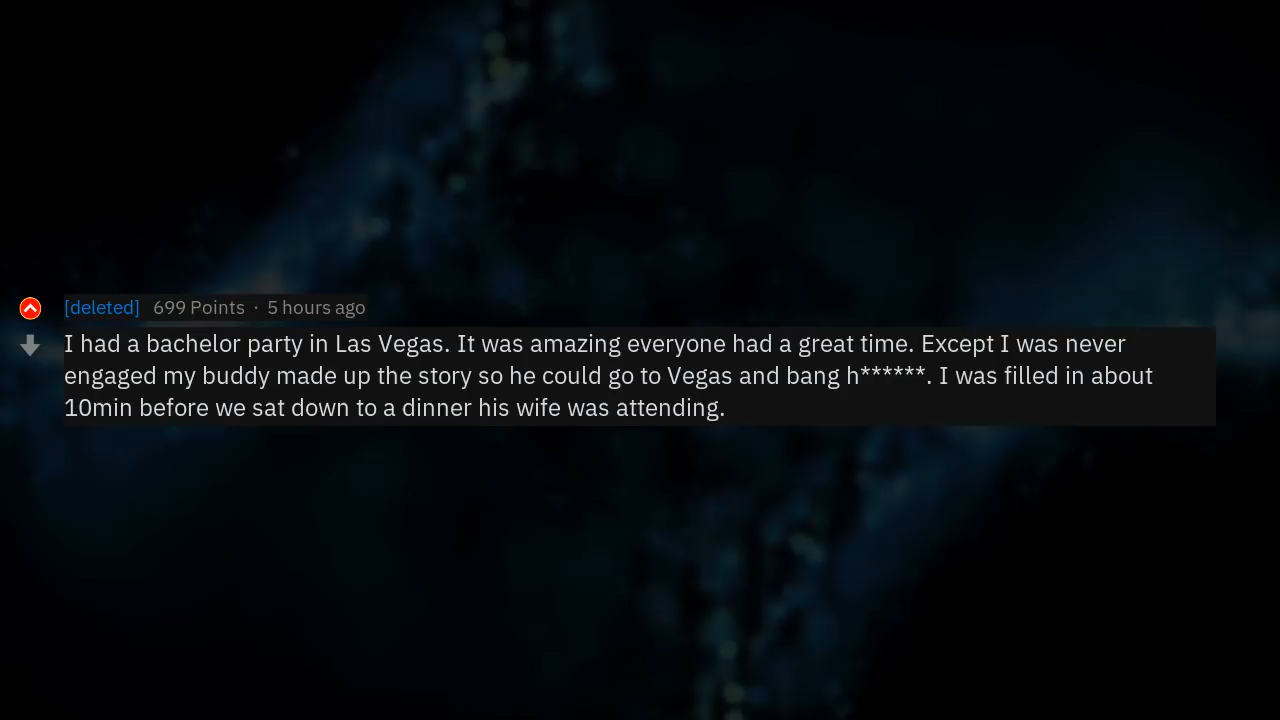 [deleted] 699 Points · 5 hours ago
I had a bachelor party in Las Vegas. It was amazing everyone had a great time. Except I was never
engaged my buddy made up the story so he could go to Vegas and bang h******. I was filled in about
10min before we sat down to a dinner his wife was attending.